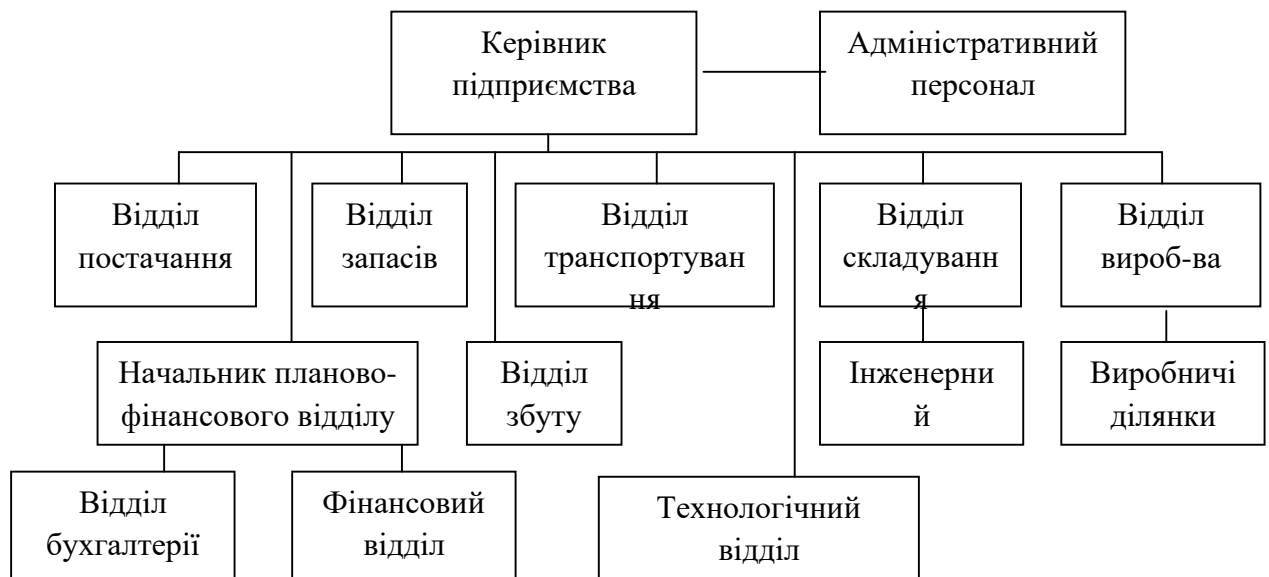 Керівник
підприємства
Адміністративний
персонал
Відділ
постачання
Відділ
запасів
Відділ
транспортуван
ня
Відділ
складуванн
я
Відділ
вироб-ва
Начальник планово-
фінансового відділу
Відділ
збуту
Інженерни
й
Виробничі
ділянки
Відділ
бухгалтерії
Фінансовий
відділ
Технологічний
відділ